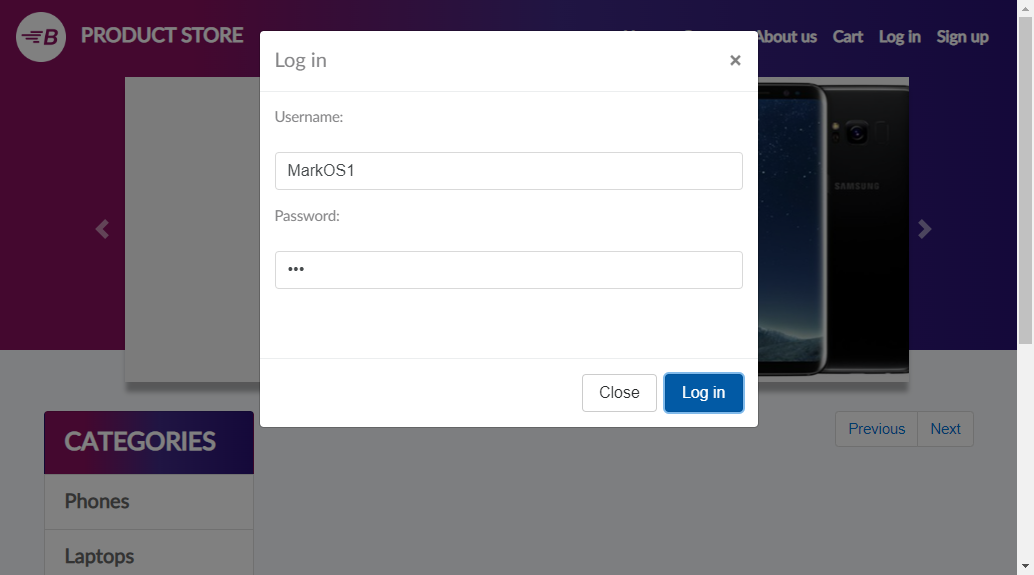 B PRODUCT STORE
About us Cart Log in Sign up
Log in ×
Username:
MarkOS1
Password:
•••
SAMSUNG
Close Log in
CATEGORIES
Previous Next
Phones
Laptops